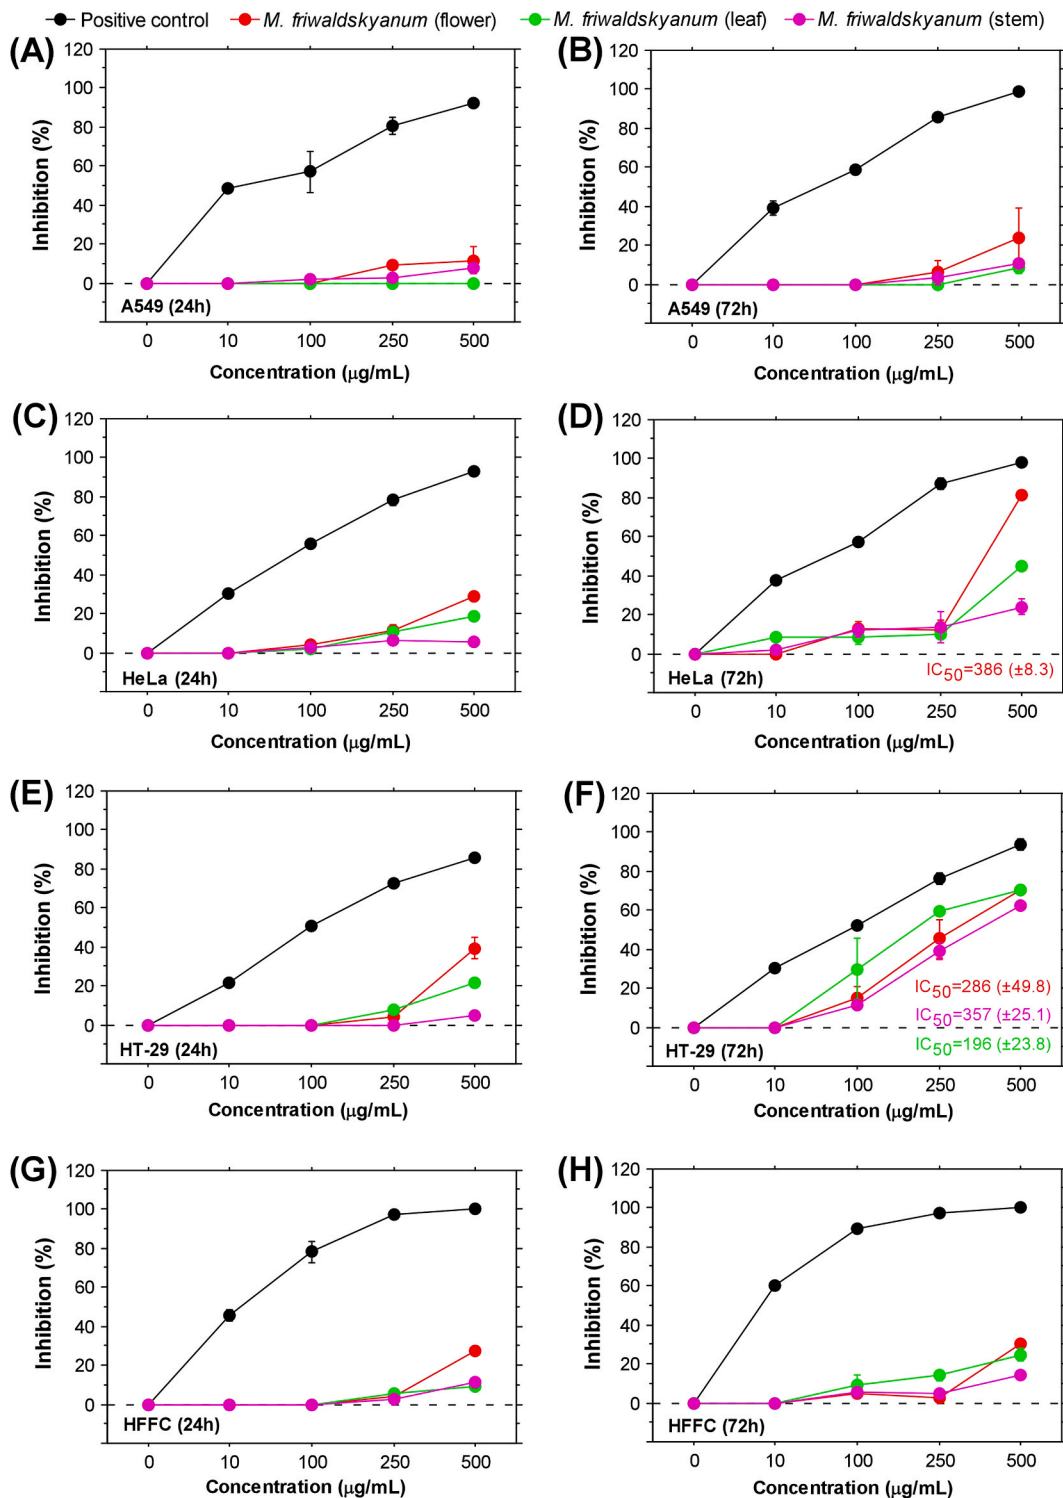 Positive control M. friwaldskyanum (flower) M. friwaldskyanum (leaf) M. friwaldskyanum (stem)
(A)
120
100
80
60
40
20
0
Inhibition (%)
A549 (24h)
0 10 100 250 500
Concentration (μg/mL)
(B)
120
100
80
60
40
20
0
Inhibition (%)
A549 (72h)
0 10 100 250 500
Concentration (μg/mL)
(C)
120
100
80
60
40
20
0
Inhibition (%)
HeLa (24h)
0 10 100 250 500
Concentration (μg/mL)
(D)
120
100
80
60
40
20
0
Inhibition (%)
IC50=386 (±8.3)
HeLa (72h)
0 10 100 250 500
Concentration (μg/mL)
(E)
120
100
80
60
40
20
0
Inhibition (%)
HT-29 (24h)
0 10 100 250 500
Concentration (μg/mL)
(F)
120
100
80
60
40
20
0
Inhibition (%)
IC50=286 (±49.8)
IC50=357 (±25.1)
IC50=196 (±23.8)
HT-29 (72h)
0 10 100 250 500
Concentration (μg/mL)
(G)
120
100
80
60
40
20
0
Inhibition (%)
HFFC (24h)
0 10 100 250 500
Concentration (μg/mL)
(H)
120
100
80
60
40
20
0
Inhibition (%)
HFFC (72h)
0 10 100 250 500
Concentration (μg/mL)